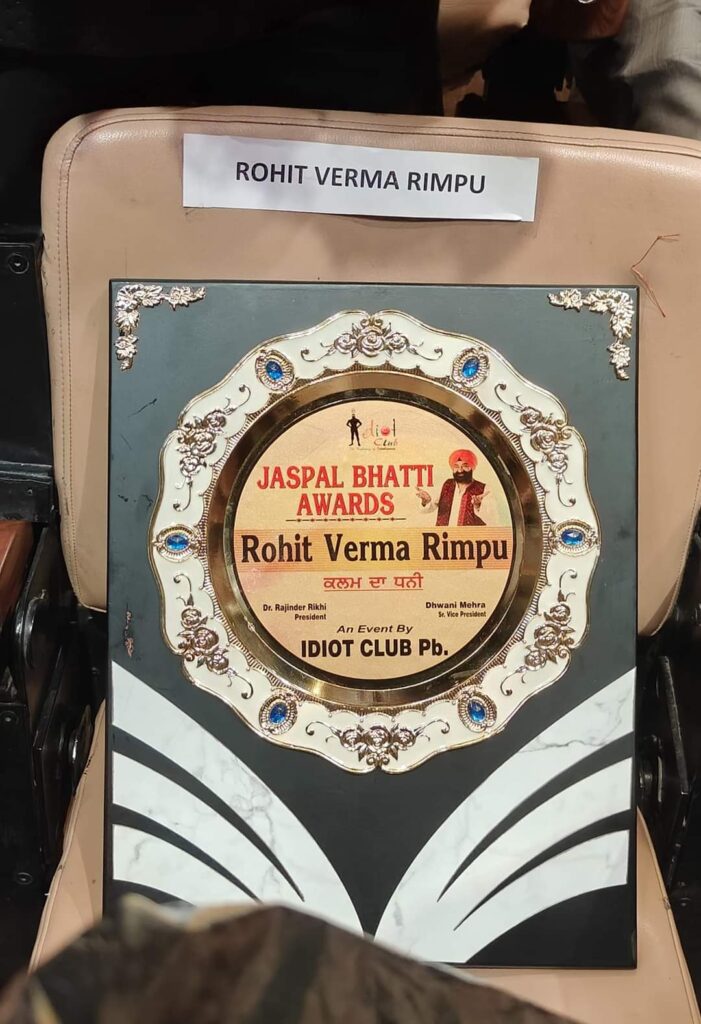 ROHIT VERMA RIMPU
Idiot
Club
JASPAL BHATTI
AWARDS
Rohit Verma Rimpu
ਕਲਮ ਦਾ ਧਨੀ
Dr. Rajinder Rikhi
President
Dhwani Mehra
Sr. Vice President
An Event By
IDIOT CLUB Pb.